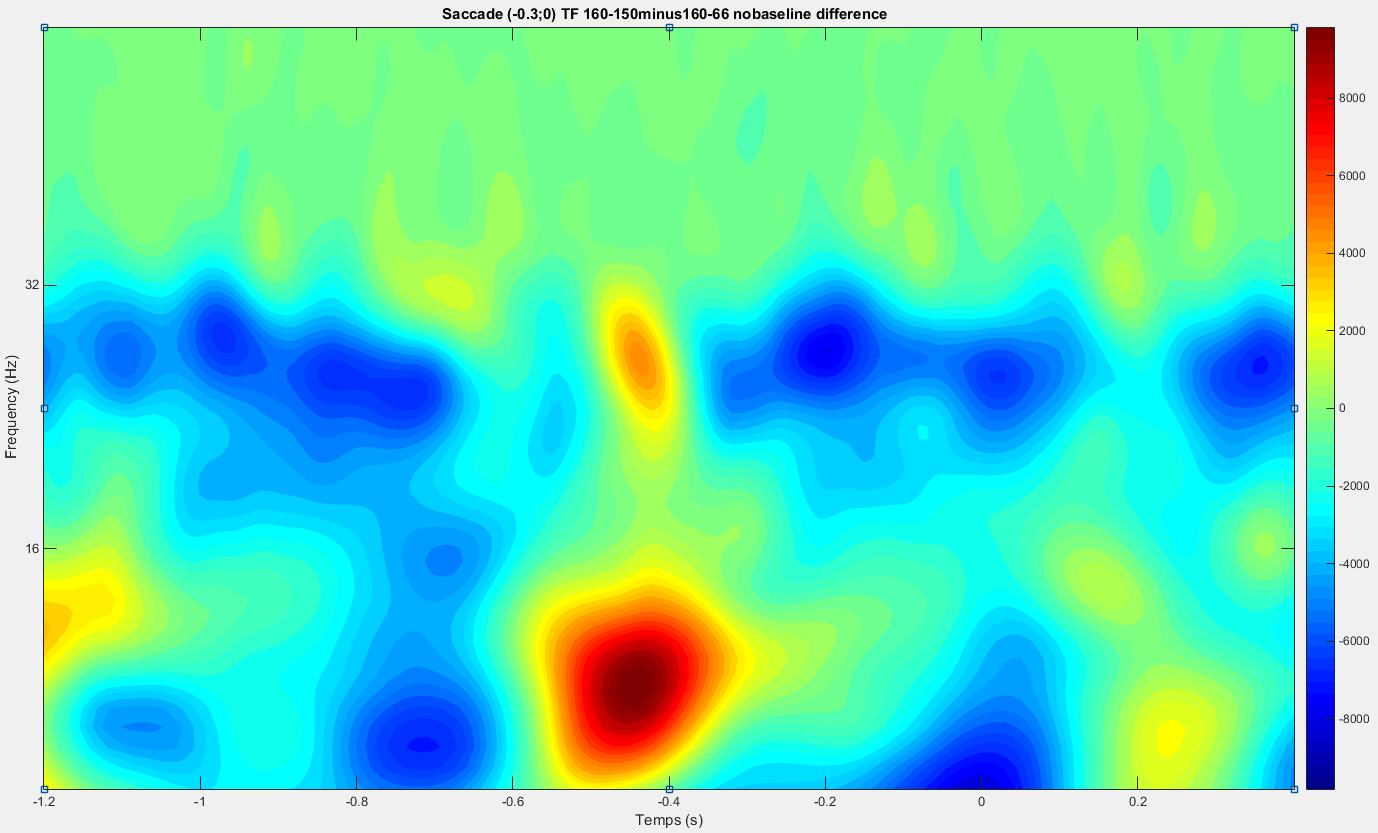 Saccade (-0.3;0) TF 160-150minus160-66 nobaseline difference
8000
6000
4000
2000
0
-2000
-4000
-6000
-8000
32
16
Frequency (Hz)
-1.2 -1 -0.8 -0.6 -0.4 -0.2 0 0.2
Temps (s)